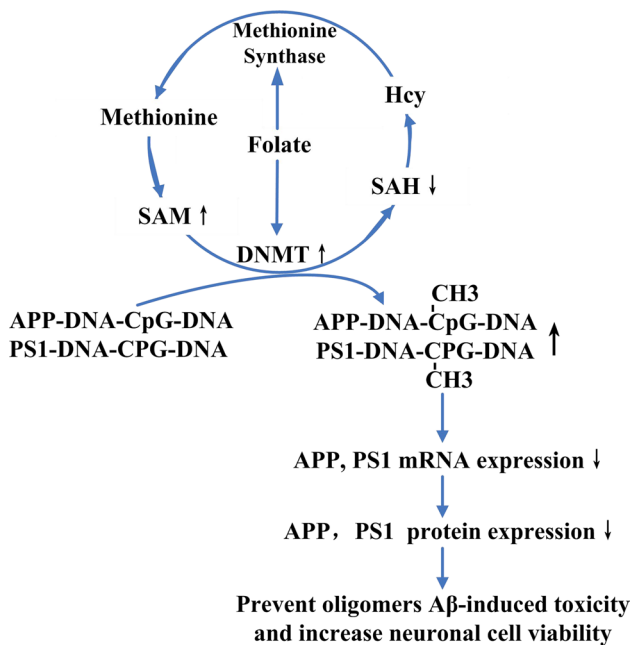 Methionine
Synthase
Hcy
Methionine
Folate
SAH ↓
SAM ↑
DNMT ↑
CH3
APP-DNA-CpG-DNA
PS1-DNA-CPG-DNA
APP-DNA-CpG-DNA
PS1-DNA-CPG-DNA
↑
CH3
APP, PS1 mRNA expression ↓
APP， PS1 protein expression ↓
Prevent oligomers Aβ-induced toxicity
and increase neuronal cell viability